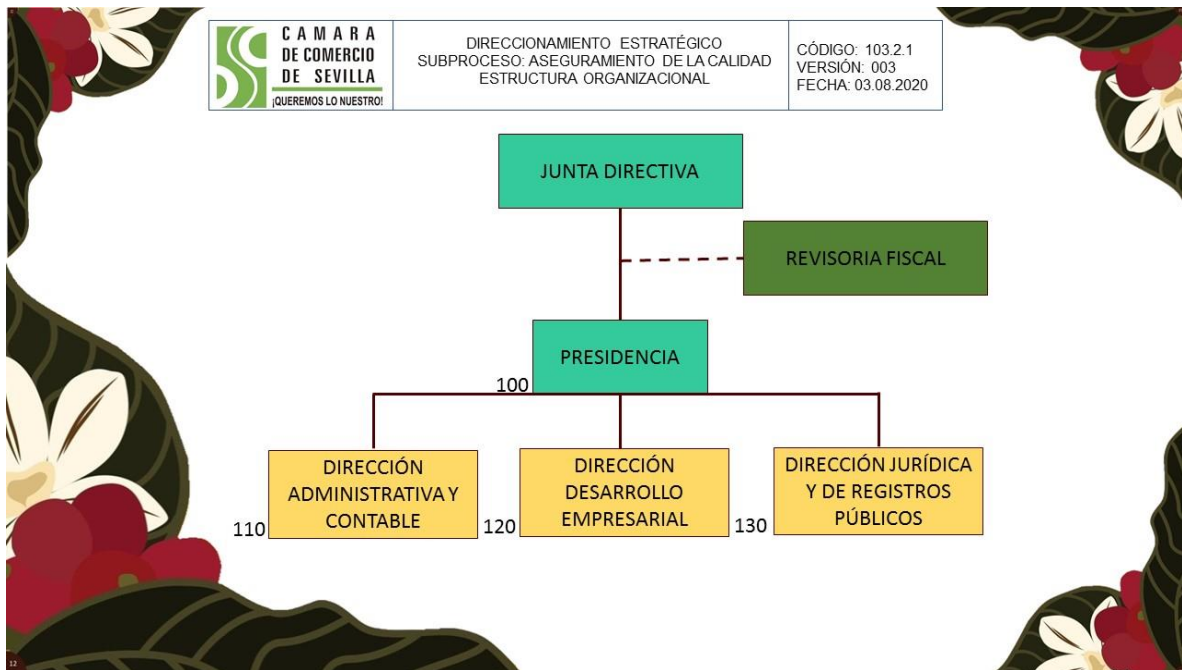 CAMARA
DE COMERCIO
DE SEVILLA
¡QUEREMOS LO NUESTRO!
DIRECCIONAMIENTO ESTRATÉGICO
SUBPROCESO: ASEGURAMIENTO DE LA CALIDAD
ESTRUCTURA ORGANIZACIONAL
CÓDIGO: 103.2.1
VERSIÓN: 003
FECHA: 03.08.2020
JUNTA DIRECTIVA
REVISORIA FISCAL
PRESIDENCIA
100
DIRECCIÓN
ADMINISTRATIVA Y
CONTABLE
110
DIRECCIÓN
DESARROLLO
EMPRESARIAL
120
DIRECCIÓN JURÍDICA
Y DE REGISTROS
PÚBLICOS
130
12